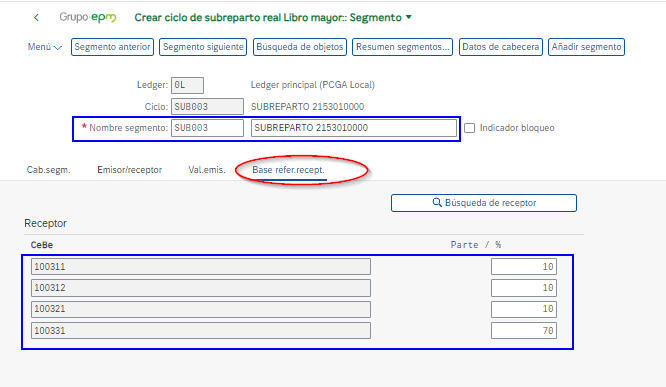 Grupo·epm Crear ciclo de subreparto real Libro mayor:: Segmento
Menú Segmento anterior Segmento siguiente Búsqueda de objetos Resumen segmentos... Datos de cabecera Añadir segmento
Ledger: 0L Ledger principal (PCGA Local)
Ciclo: SUB003 SUBREPARTO 2153010000
* Nombre segmento: SUB003 SUBREPARTO 2153010000 Indicador bloqueo
Cab.segm. Emisor/receptor Val.emis. Base refer.recept.
Búsqueda de receptor
Receptor
CeBe Parte / %
100311 10
100312 10
100321 10
100331 70